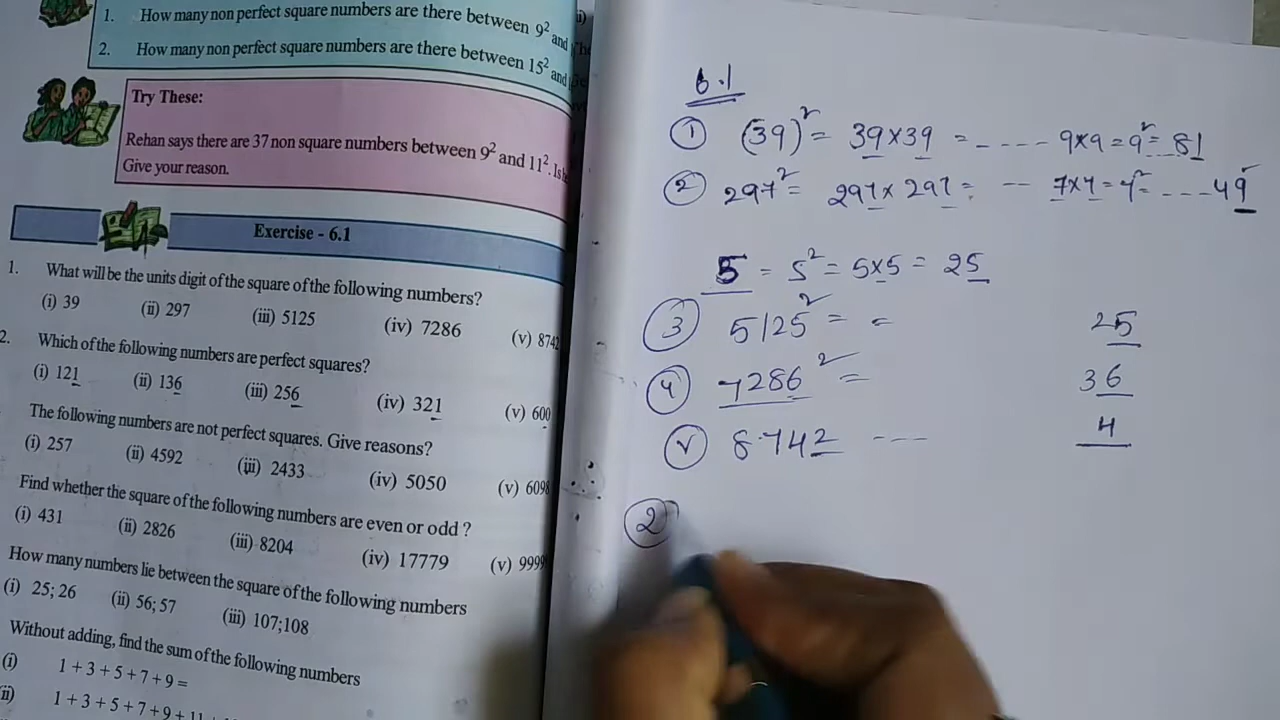 1. How many non perfect square numbers are there between 9² and
2. How many non perfect square numbers are there between 15² and
Try These:
Rehan says there are 37 non square numbers between 9² and 11². Is
Give your reason.
Exercise - 6.1
1. What will be the units digit of the square of the following numbers?
(i) 39 (ii) 297 (iii) 5125 (iv) 7286 (v) 8742
2. Which of the following numbers are perfect squares?
(i) 121 (ii) 136 (iii) 256 (iv) 321 (v) 600
The following numbers are not perfect squares. Give reasons?
(i) 257 (ii) 4592 (iii) 2433 (iv) 5050 (v) 6098
Find whether the square of the following numbers are even or odd ?
(i) 431 (ii) 2826 (iii) 8204 (iv) 17779 (v) 9999
How many numbers lie between the square of the following numbers
(i) 25; 26 (ii) 56; 57 (iii) 107;108
Without adding, find the sum of the following numbers
(i) 1 + 3 + 5 + 7 + 9 =
(ii) 1 + 3 + 5 + 7 + 9 + 11 +
6.1
① (39)² = 39×39 = ---- 9×9 = 9² = 81
② 297² = 297×297 = -- 7×7 = 7² = ---49
5 = 5² = 5×5 = 25
③ 5125² = = 25
④ 7286² = 36
Ⓥ 8742 --- 4
②